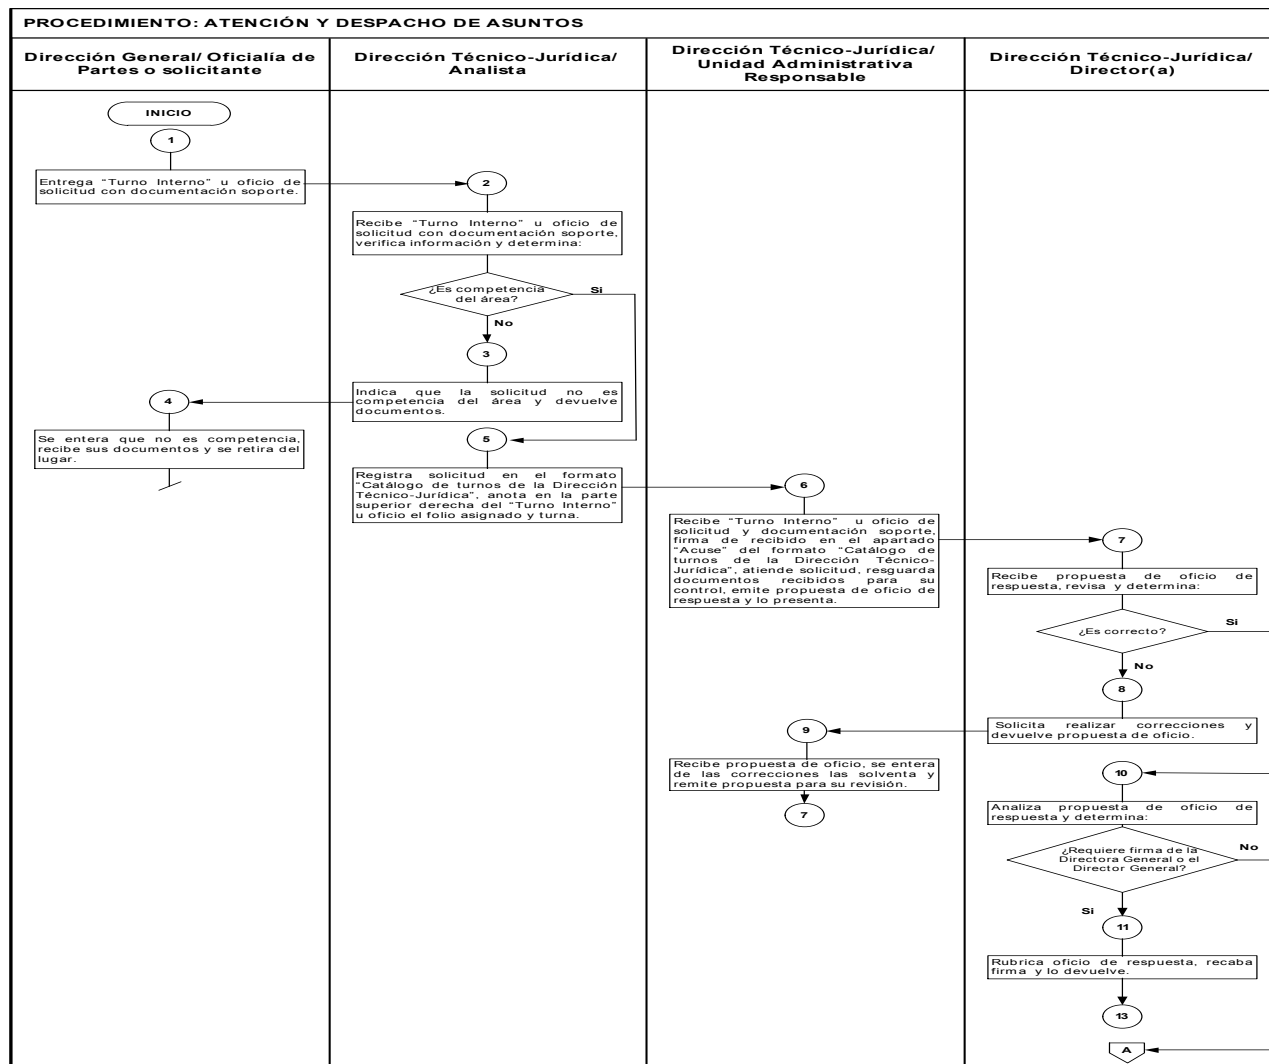 PROCEDIMIENTO: ATENCIÓN Y DESPACHO DE ASUNTOS
Dirección General/ Oficialía de
Partes o solicitante
Dirección Técnico-Jurídica/
Analista
Dirección Técnico-Jurídica/
Unidad Administrativa
Responsable
Dirección Técnico-Jurídica/
Director(a)
INICIO
1
Entrega “Turno Interno” u oficio de
solicitud con documentación soporte.
2
Recibe “Turno Interno” u oficio de
solicitud con documentación soporte,
verifica información y determina:
¿Es competencia
del área?
Si
No
3
Indica que la solicitud no es
competencia del área y devuelve
documentos.
4
Se entera que no es competencia,
recibe sus documentos y se retira del
lugar.
5
Registra solicitud en el formato
“Catálogo de turnos de la Dirección
Técnico-Jurídica”, anota en la parte
superior derecha del “Turno Interno”
u oficio el folio asignado y turna.
6
Recibe “Turno Interno” u oficio de
solicitud y documentación soporte,
firma de recibido en el apartado
“Acuse” del formato “Catálogo de
turnos de la Dirección Técnico-
Jurídica”, atiende solicitud, resguarda
documentos recibidos para su
control, emite propuesta de oficio de
respuesta y lo presenta.
7
Recibe propuesta de oficio de
respuesta, revisa y determina:
¿Es correcto?
Si
No
8
Solicita realizar correcciones y
devuelve propuesta de oficio.
9
Recibe propuesta de oficio, se entera
de las correcciones las solventa y
remite propuesta para su revisión.
7
10
Analiza propuesta de oficio de
respuesta y determina:
¿Requiere firma de la
Directora General o el
Director General?
No
Si
11
Rubrica oficio de respuesta, recaba
firma y lo devuelve.
13
A